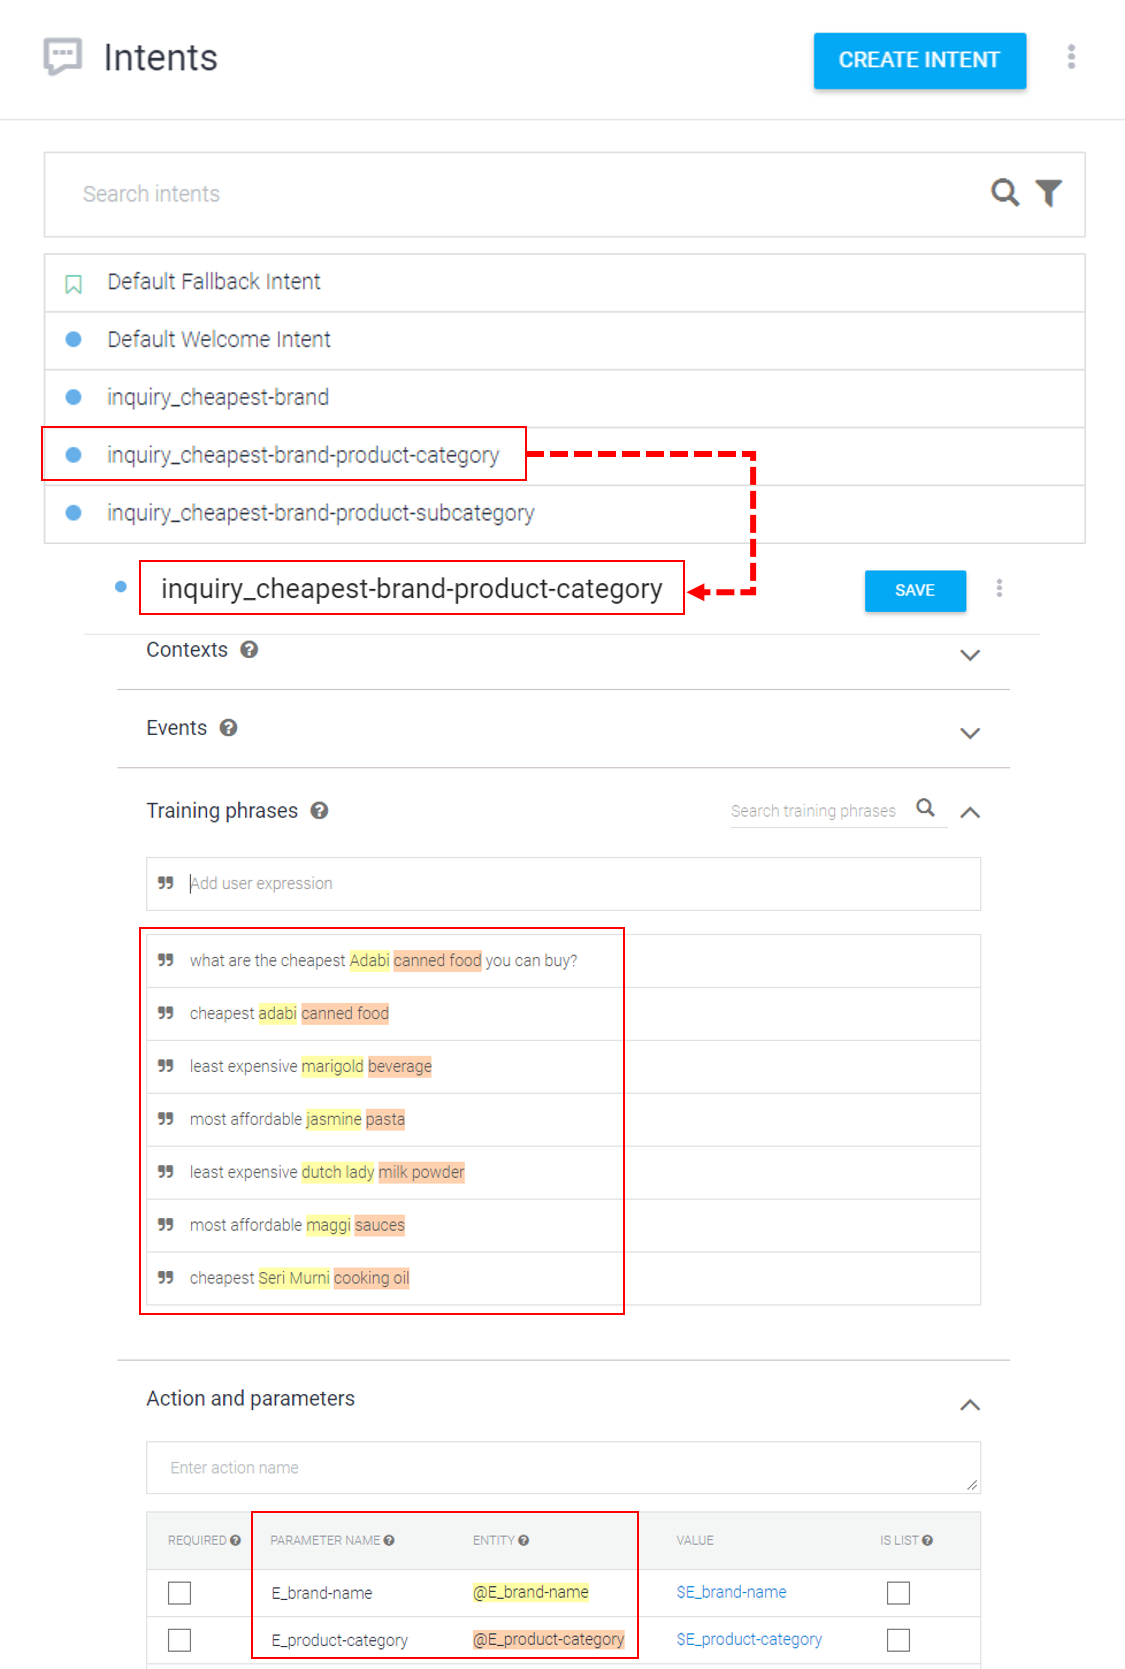 Intents
CREATE INTENT
Search intents
Default Fallback Intent
Default Welcome Intent
inquiry_cheapest-brand
inquiry_cheapest-brand-product-category
inquiry_cheapest-brand-product-subcategory
inquiry_cheapest-brand-product-category
SAVE
Contexts ?
Events ?
Training phrases ?
Search training phrases
Add user expression
what are the cheapest Adabi canned food you can buy?
cheapest adabi canned food
least expensive marigold beverage
most affordable jasmine pasta
least expensive dutch lady milk powder
most affordable maggi sauces
cheapest Seri Murni cooking oil
Action and parameters
Enter action name
REQUIRED ? PARAMETER NAME ? ENTITY ? VALUE IS LIST ?
E_brand-name @E_brand-name $E_brand-name
E_product-category @E_product-category $E_product-category